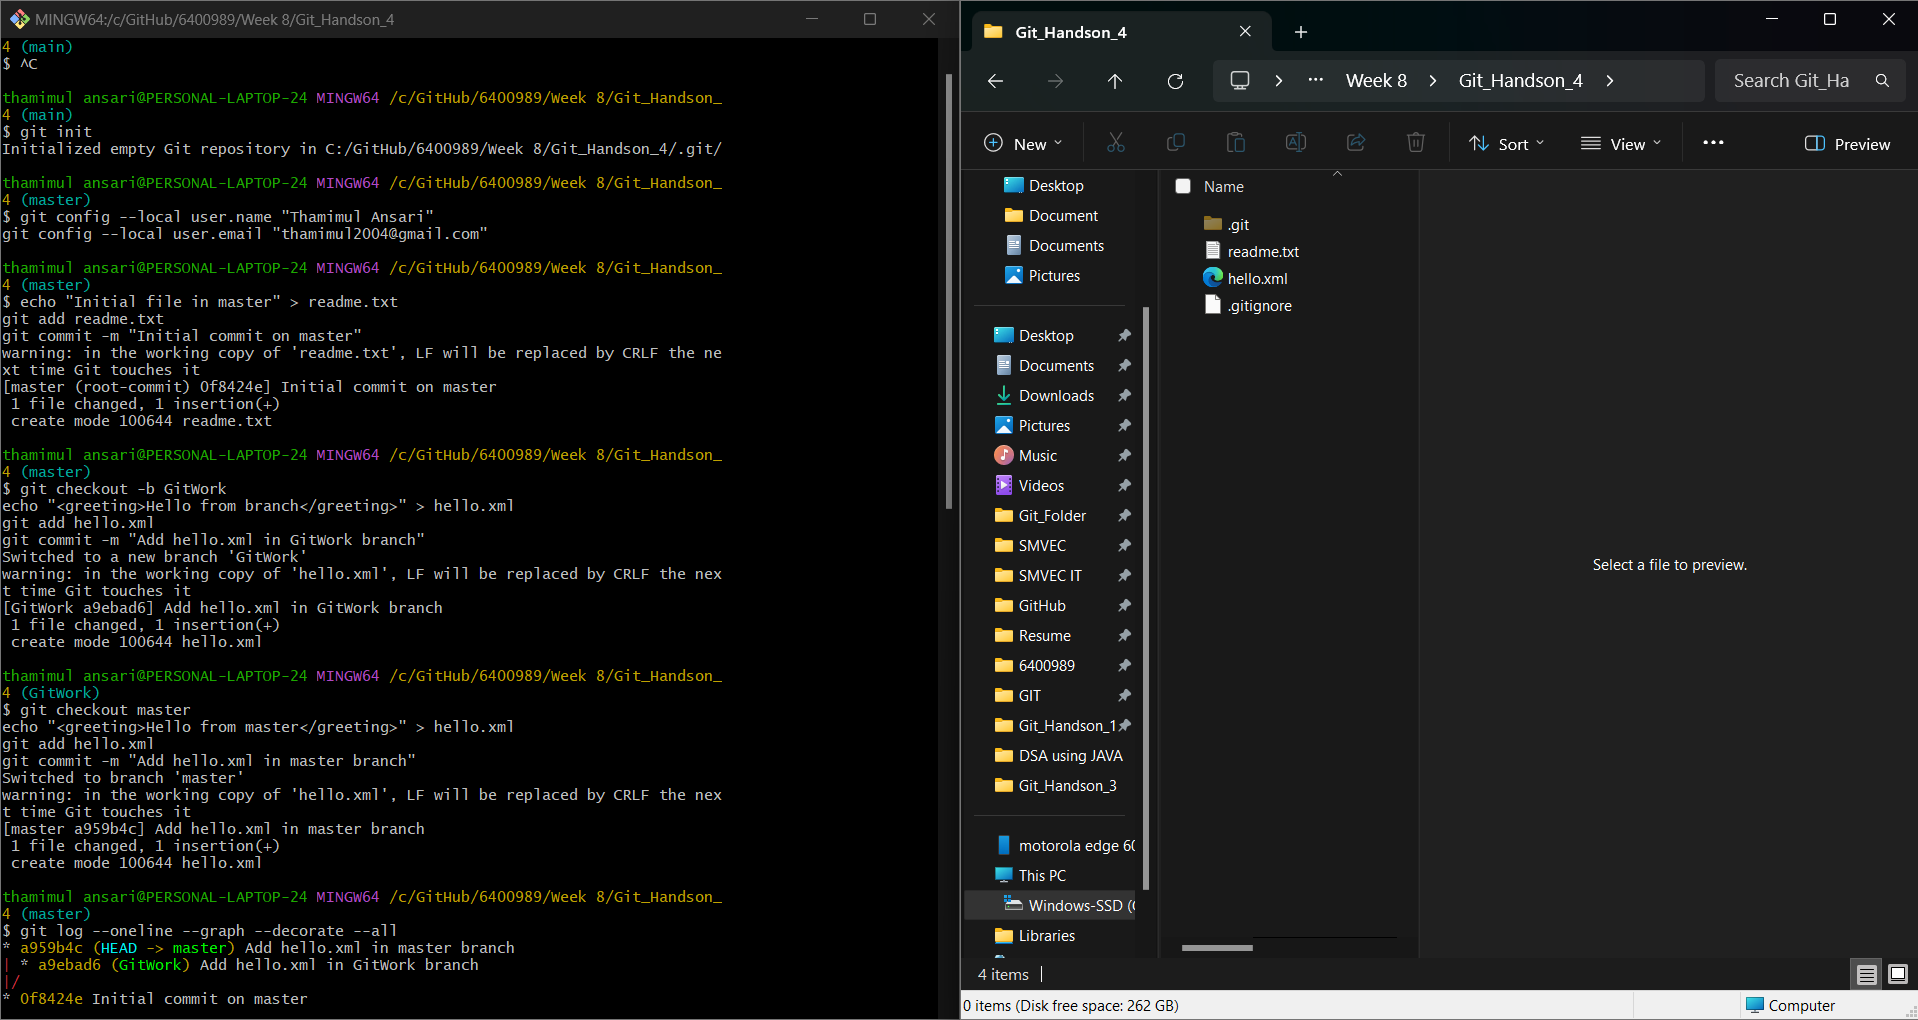 MINGW64:/c/GitHub/6400989/Week 8/Git_Handson_4
4 (main)
$ ^C
thamimul ansari@PERSONAL-LAPTOP-24 MINGW64 /c/GitHub/6400989/Week 8/Git_Handson_
4 (main)
$ git init
Initialized empty Git repository in C:/GitHub/6400989/Week 8/Git_Handson_4/.git/
thamimul ansari@PERSONAL-LAPTOP-24 MINGW64 /c/GitHub/6400989/Week 8/Git_Handson_
4 (master)
$ git config --local user.name "Thamimul Ansari"
git config --local user.email "thamimul2004@gmail.com"
thamimul ansari@PERSONAL-LAPTOP-24 MINGW64 /c/GitHub/6400989/Week 8/Git_Handson_
4 (master)
$ echo "Initial file in master" > readme.txt
git add readme.txt
git commit -m "Initial commit on master"
warning: in the working copy of 'readme.txt', LF will be replaced by CRLF the ne
xt time Git touches it
[master (root-commit) 0f8424e] Initial commit on master
1 file changed, 1 insertion(+)
create mode 100644 readme.txt
thamimul ansari@PERSONAL-LAPTOP-24 MINGW64 /c/GitHub/6400989/Week 8/Git_Handson_
4 (master)
$ git checkout -b GitWork
echo "<greeting>Hello from branch</greeting>" > hello.xml
git add hello.xml
git commit -m "Add hello.xml in GitWork branch"
Switched to a new branch 'GitWork'
warning: in the working copy of 'hello.xml', LF will be replaced by CRLF the nex
t time Git touches it
[GitWork a9ebad6] Add hello.xml in GitWork branch
1 file changed, 1 insertion(+)
create mode 100644 hello.xml
thamimul ansari@PERSONAL-LAPTOP-24 MINGW64 /c/GitHub/6400989/Week 8/Git_Handson_
4 (GitWork)
$ git checkout master
echo "<greeting>Hello from master</greeting>" > hello.xml
git add hello.xml
git commit -m "Add hello.xml in master branch"
Switched to branch 'master'
warning: in the working copy of 'hello.xml', LF will be replaced by CRLF the nex
t time Git touches it
[master a959b4c] Add hello.xml in master branch
1 file changed, 1 insertion(+)
create mode 100644 hello.xml
thamimul ansari@PERSONAL-LAPTOP-24 MINGW64 /c/GitHub/6400989/Week 8/Git_Handson_
4 (master)
$ git log --oneline --graph --decorate --all
* a959b4c (HEAD -> master) Add hello.xml in master branch
| * a9ebad6 (GitWork) Add hello.xml in GitWork branch
|/
* 0f8424e Initial commit on master
Git_Handson_4
Week 8 > Git_Handson_4 >
Search Git_Ha
New
Sort
View
Preview
Desktop
Document
Documents
Pictures
Desktop
Documents
Downloads
Pictures
Music
Videos
Git_Folder
SMVEC
SMVEC IT
GitHub
Resume
6400989
GIT
Git_Handson_1
DSA using JAVA
Git_Handson_3
motorola edge 60
This PC
Windows-SSD (C
Libraries
Name
.git
readme.txt
hello.xml
.gitignore
Select a file to preview.
4 items
0 items (Disk free space: 262 GB)
Computer